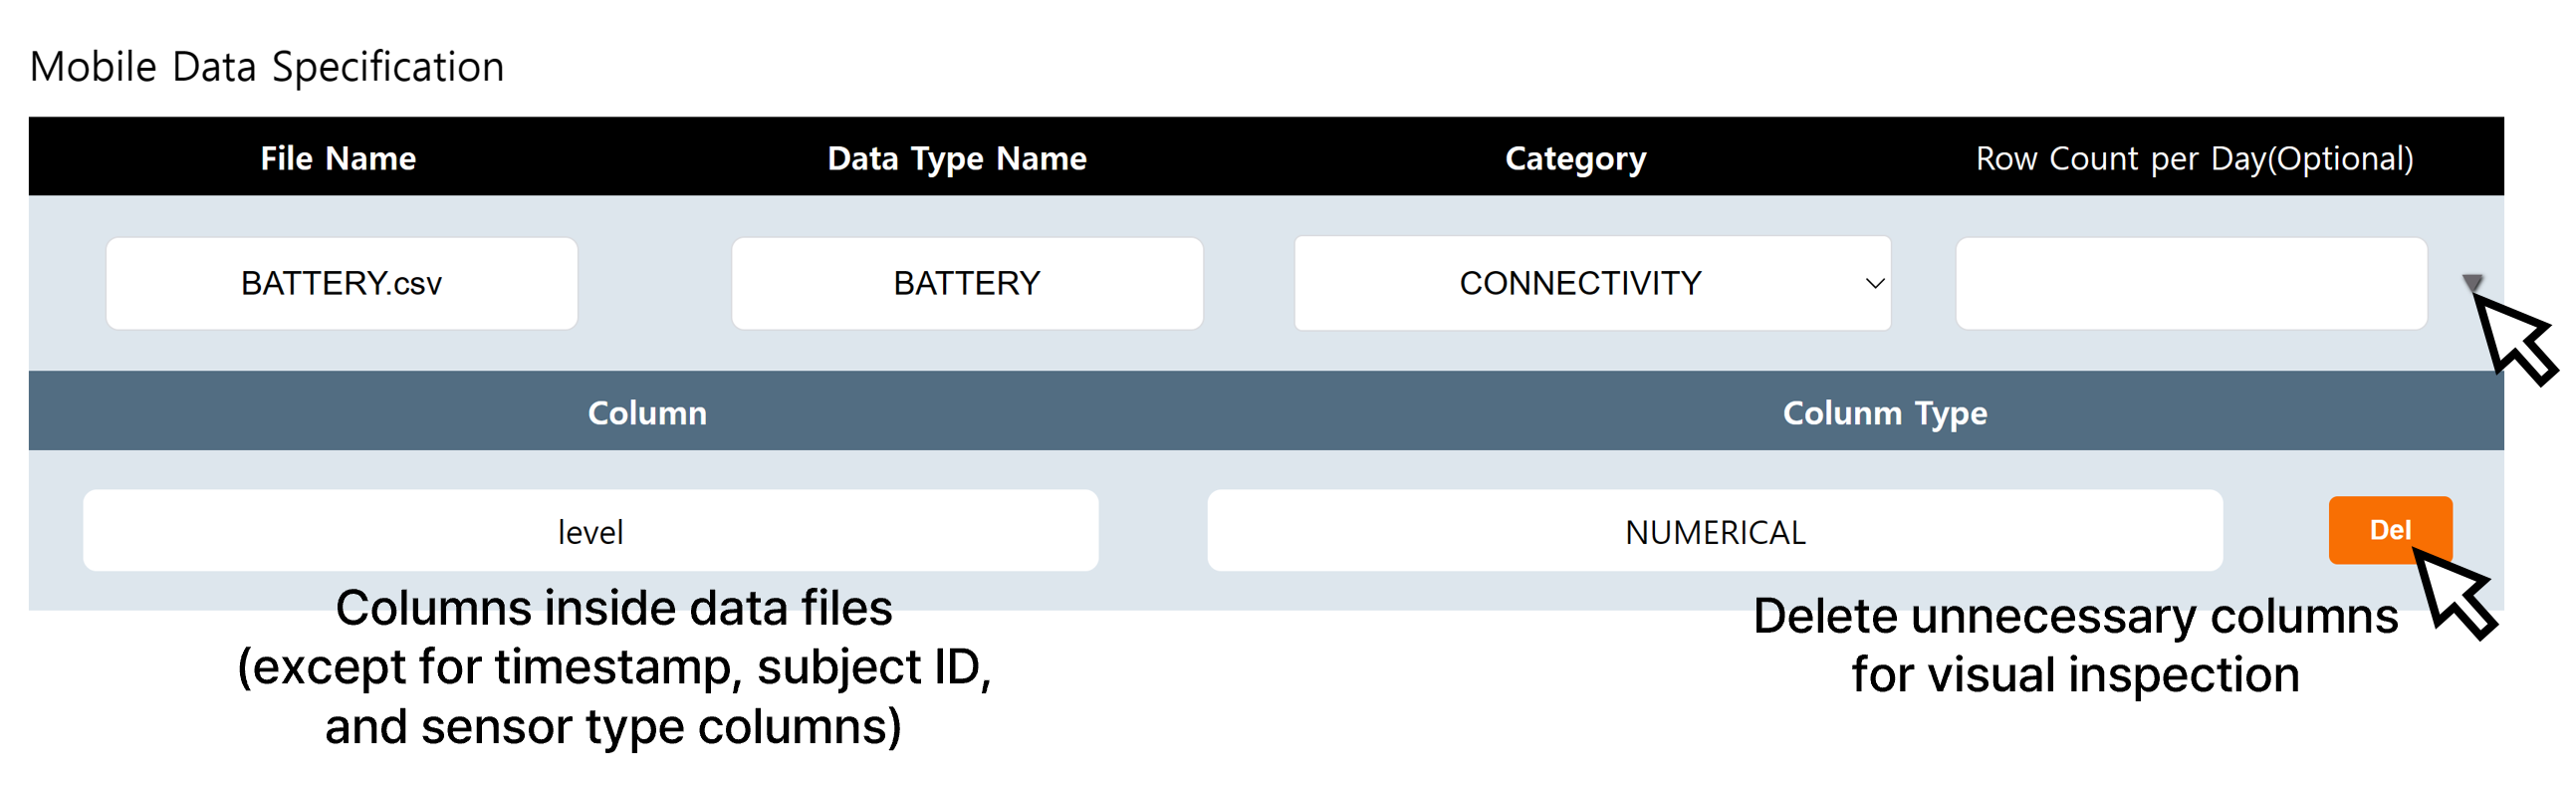 Mobile Data Specification
File Name Data Type Name Category Row Count per Day(Optional)
BATTERY.csv BATTERY CONNECTIVITY
Column Colunm Type
level NUMERICAL Del
Columns inside data files
(except for timestamp, subject ID,
and sensor type columns)
Delete unnecessary columns
for visual inspection